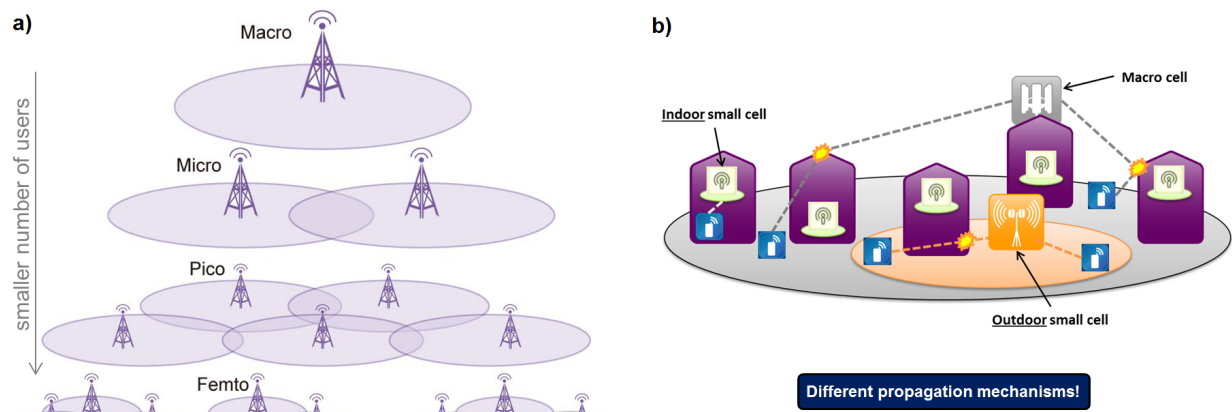 a)
Macro
Micro
Pico
Femto
smaller number of users
b)
Macro cell
Indoor small cell
Outdoor small cell
Different propagation mechanisms!